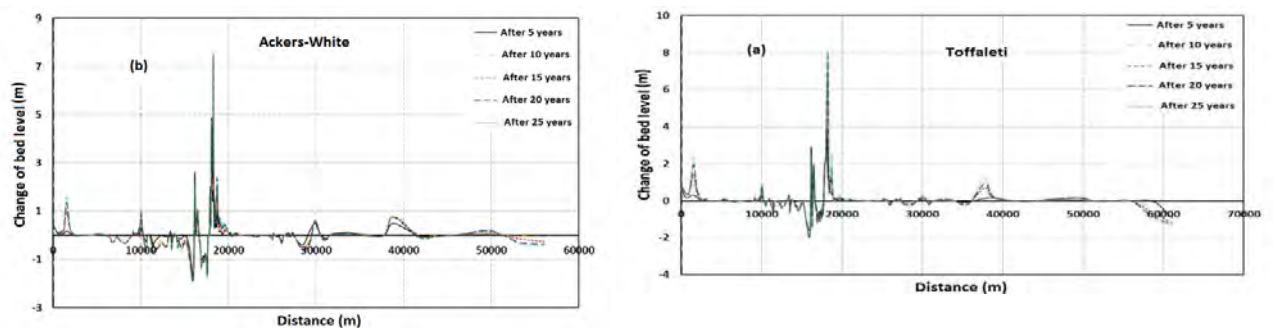 9
7
5
3
1
-1
-3
Change of bed level (m)
Ackers-White
(b)
After 5 years
After 10 years
After 15 years
After 20 years
After 25 years
0
10000
20000
30000
40000
50000
60000
Distance (m)
10
8
6
4
2
0
-2
-4
Change of bed level (m)
(a)
Toffaleti
After 5 years
After 10 years
After 15 years
After 20 years
After 25 years
0
10000
20000
30000
40000
50000
60000
70000
Distance (m)